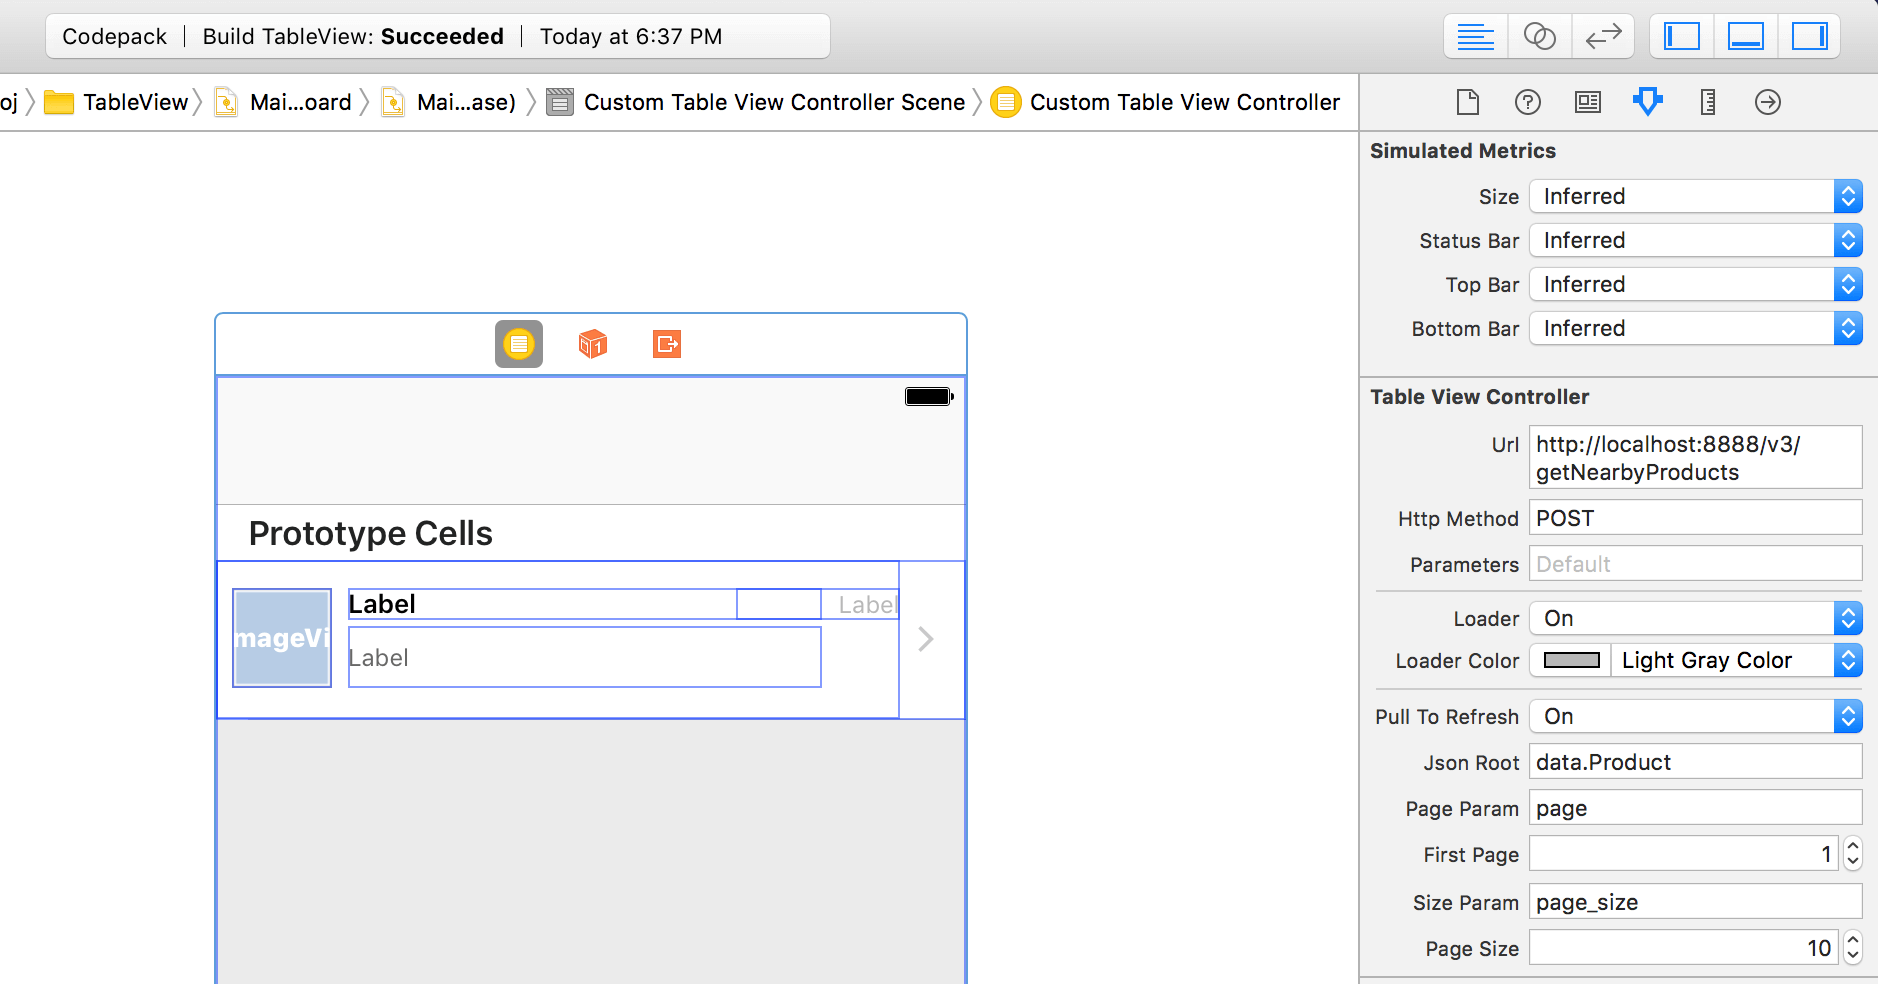 Codepack | Build TableView: Succeeded | Today at 6:37 PM
oj TableView Mai...oard Mai...ase) Custom Table View Controller Scene Custom Table View Controller
Simulated Metrics
Size Inferred
Status Bar Inferred
Top Bar Inferred
Bottom Bar Inferred
Table View Controller
Url http://localhost:8888/v3/
getNearbyProducts
Http Method POST
Parameters Default
Loader On
Loader Color Light Gray Color
Pull To Refresh On
Json Root data.Product
Page Param page
First Page 1
Size Param page_size
Page Size 10
1
Prototype Cells
mageVi
Label
Label
Label